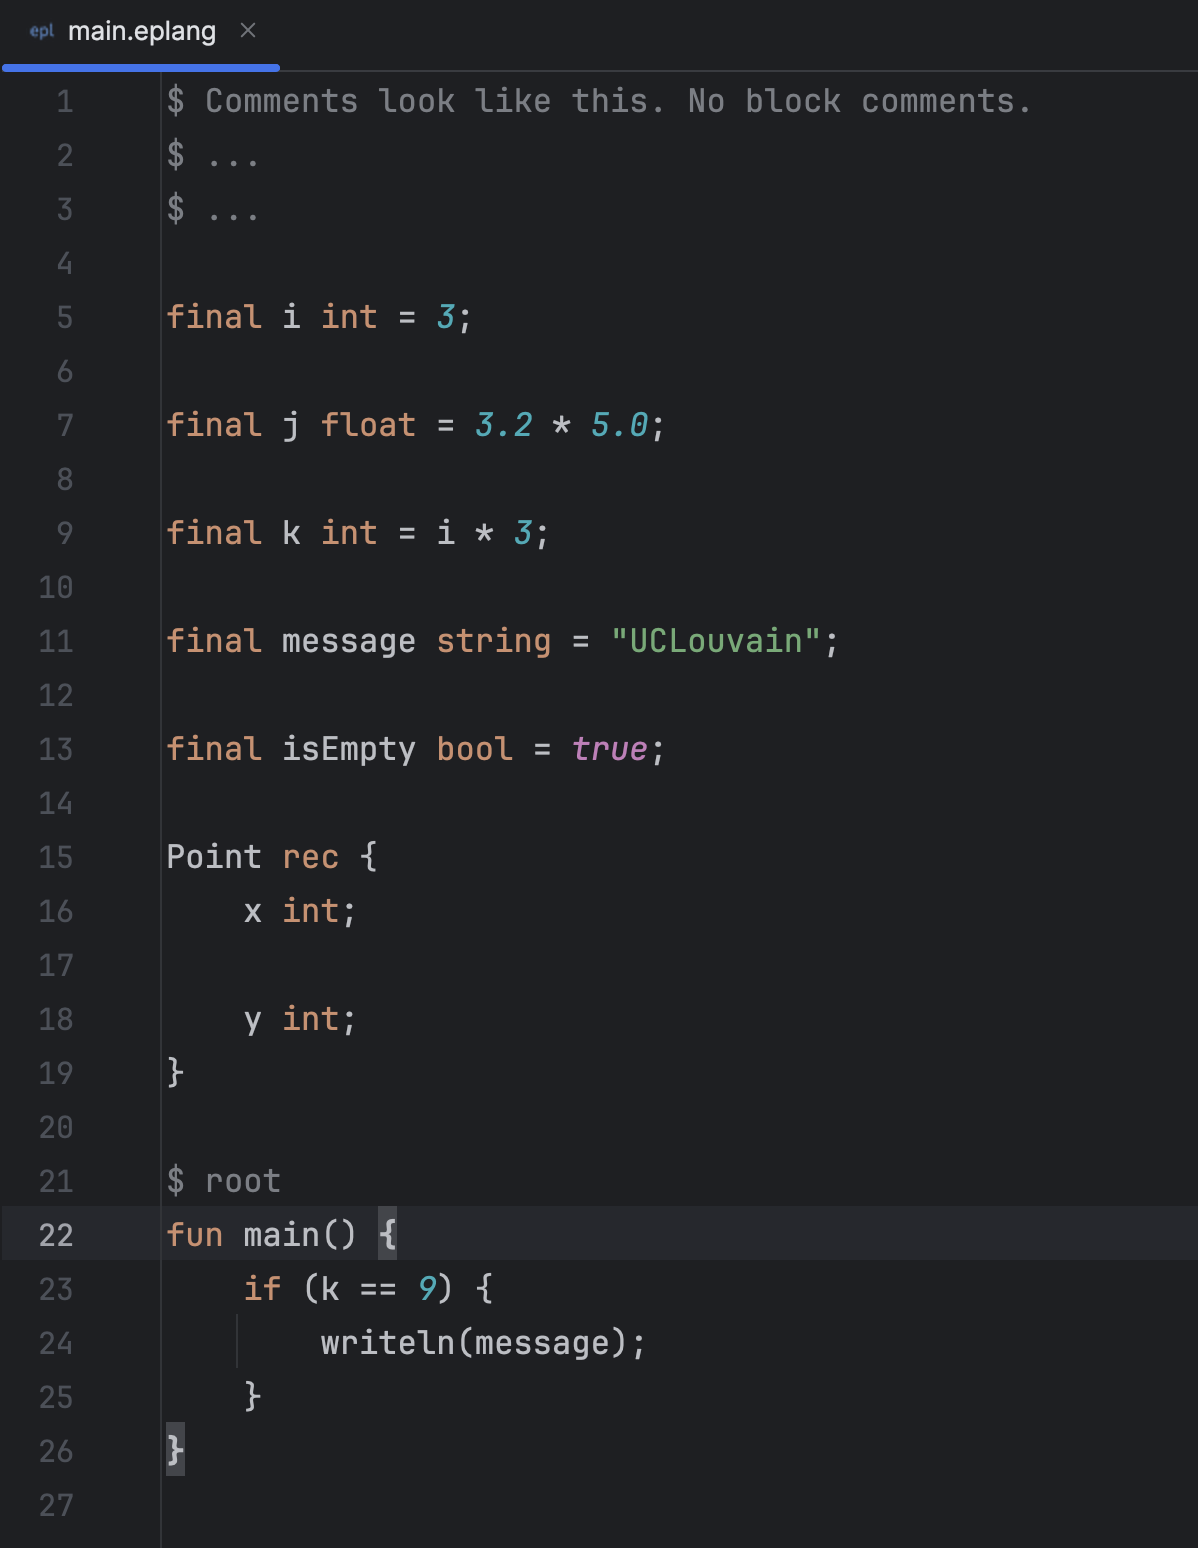 epl main.eplang ×
1 $ Comments look like this. No block comments.
2 $ ...
3 $ ...
4
5 final i int = 3;
6
7 final j float = 3.2 * 5.0;
8
9 final k int = i * 3;
10
11 final message string = "UCLouvain";
12
13 final isEmpty bool = true;
14
15 Point rec {
16     x int;
17
18     y int;
19 }
20
21 $ root
22 fun main() {
23     if (k == 9) {
24         writeln(message);
25     }
26 }
27